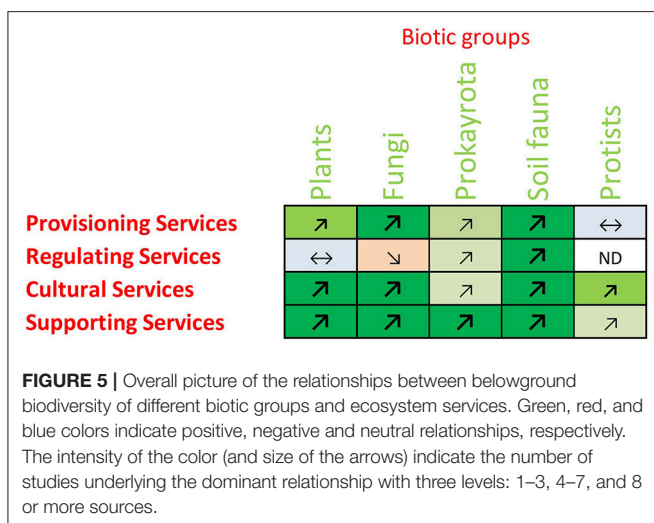 Biotic groups
Plants
Fungi
Prokayrota
Soil fauna
Protists
Provisioning Services ↗ ↗ ↗ ↗ ↔
Regulating Services ↔ ↘ ↗ ↗ ND
Cultural Services ↗ ↗ ↗ ↗ ↗
Supporting Services ↗ ↗ ↗ ↗ ↗
FIGURE 5 | Overall picture of the relationships between belowground
biodiversity of different biotic groups and ecosystem services. Green, red, and
blue colors indicate positive, negative and neutral relationships, respectively.
The intensity of the color (and size of the arrows) indicate the number of
studies underlying the dominant relationship with three levels: 1–3, 4–7, and 8
or more sources.